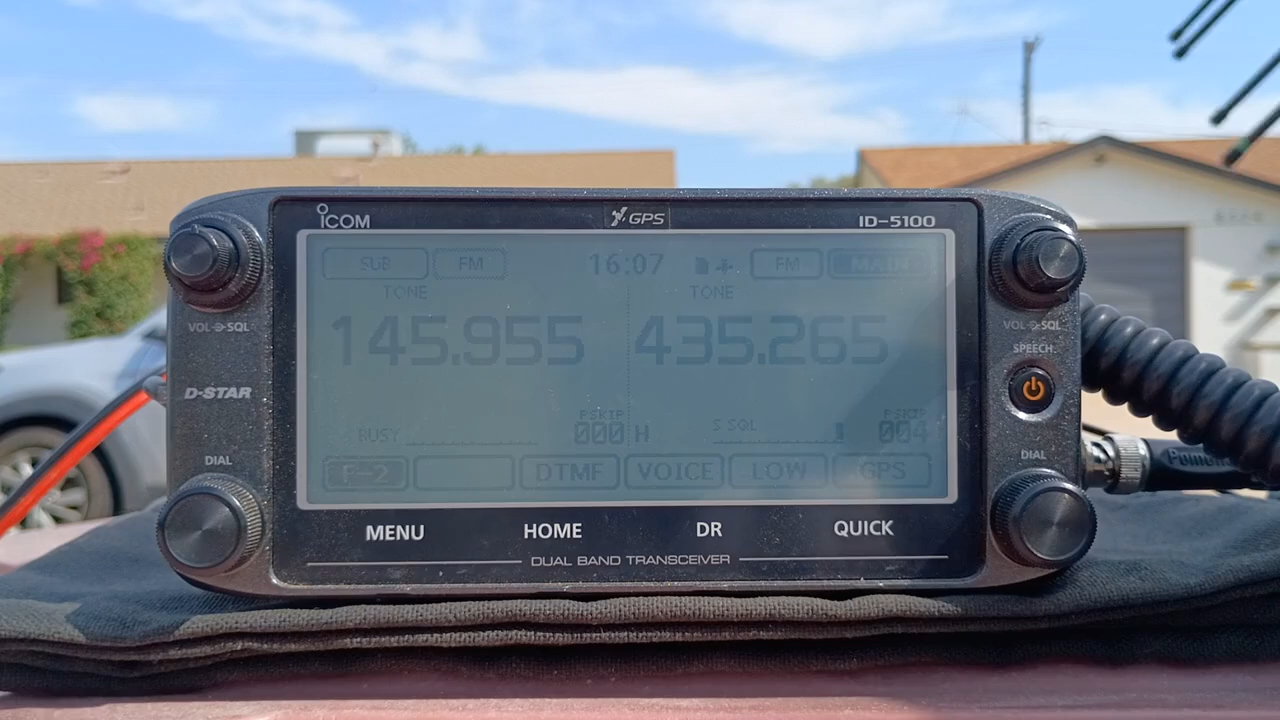 ICOM
GPS
ID-5100
SUB
FM
16:07
FM
MAIN
TONE
TONE
145.955
435.265
VOL SQL
VOL SQL
SPEECH
D-STAR
PSKIP
PSKIP
BUSY
000 H
S SQL
004
DIAL
DIAL
F-2
DTMF
VOICE
LOW
GPS
MENU
HOME
DR
QUICK
DUAL BAND TRANSCEIVER